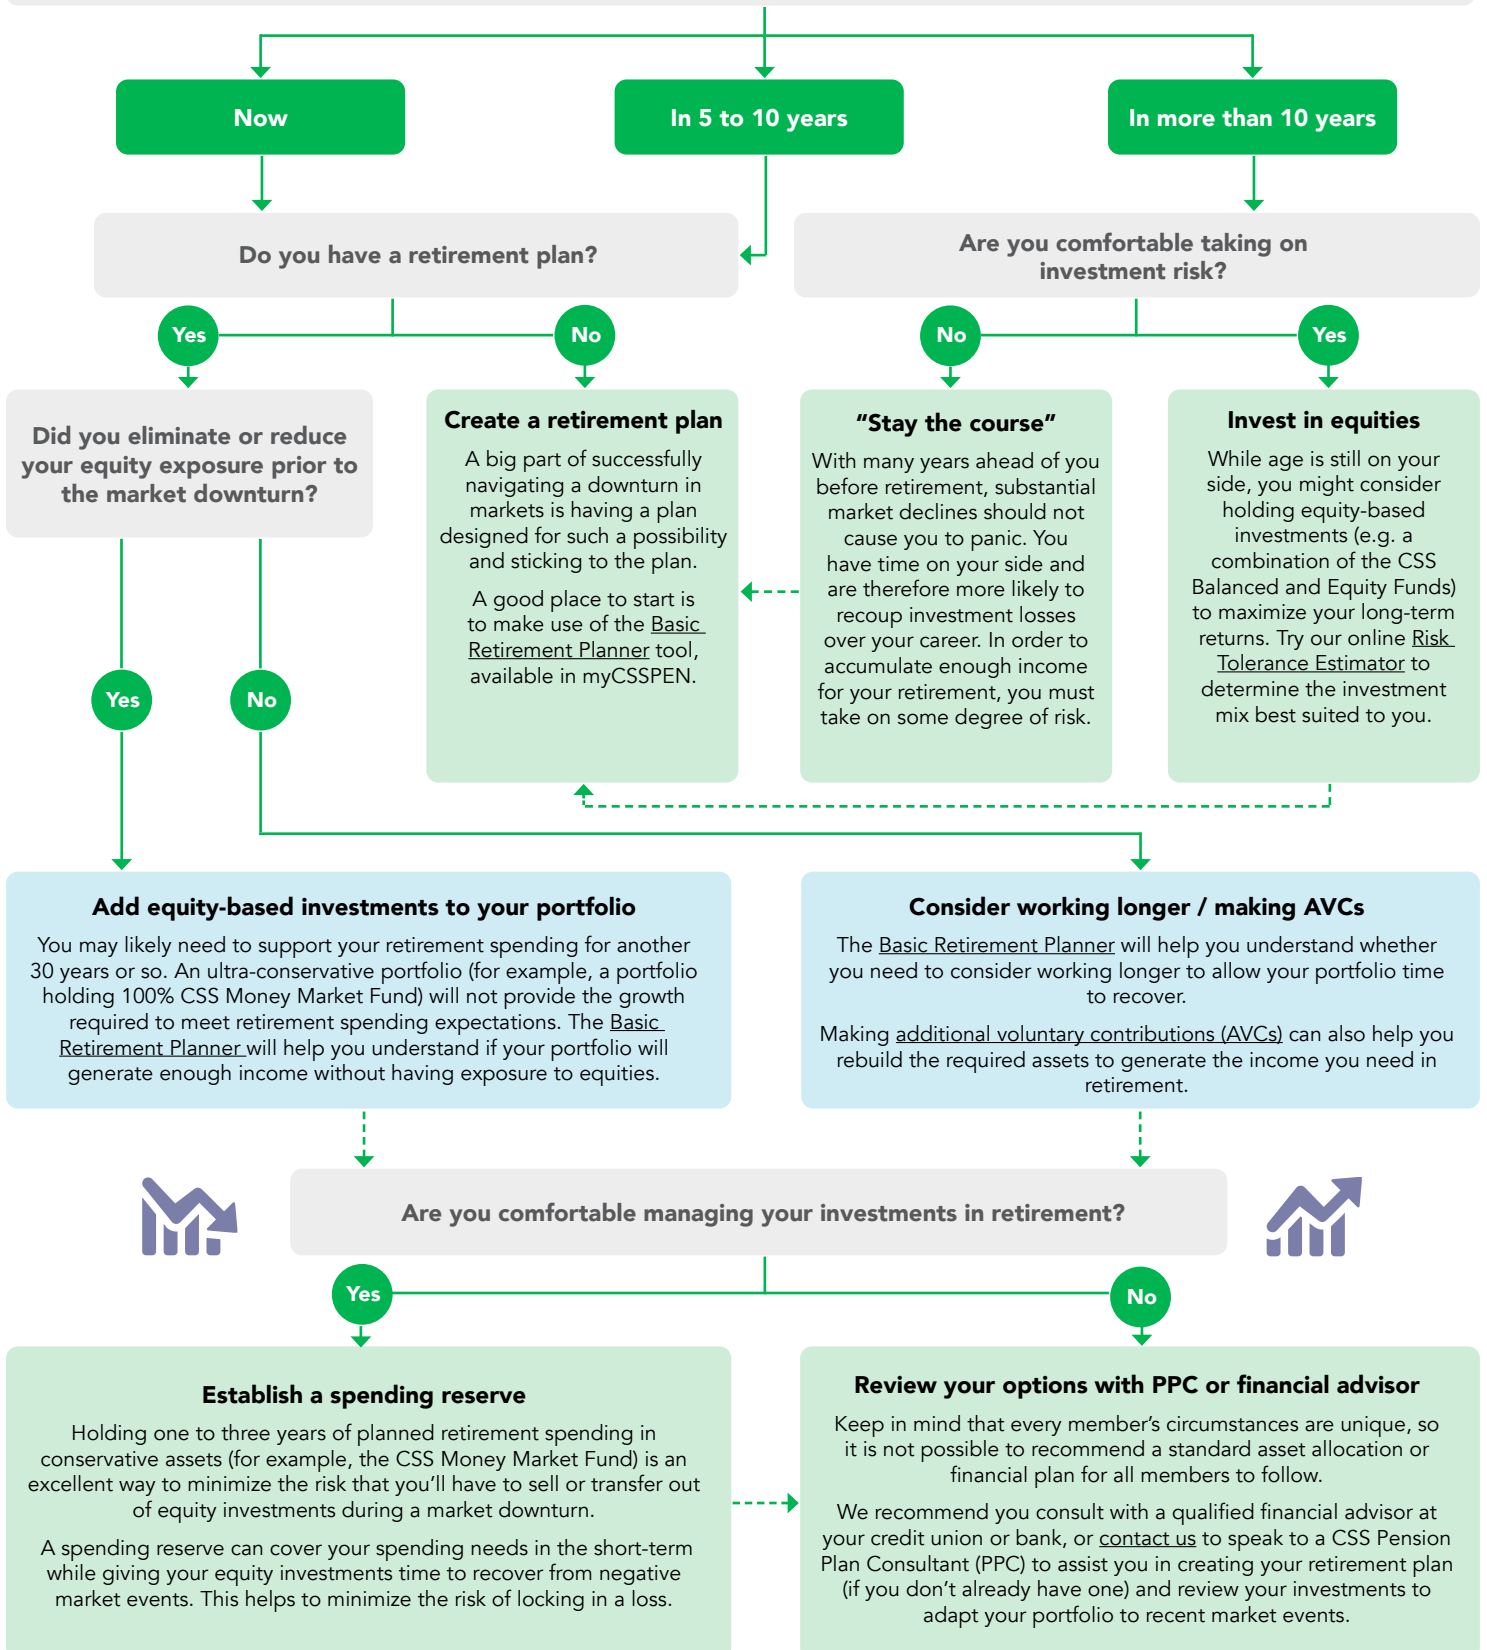 Now
In 5 to 10 years
In more than 10 years
Do you have a retirement plan?
Are you comfortable taking on
investment risk?
Yes
No
No
Yes
Did you eliminate or reduce
your equity exposure prior to
the market downturn?
Create a retirement plan
A big part of successfully
navigating a downturn in
markets is having a plan
designed for such a possibility
and sticking to the plan.
A good place to start is
to make use of the Basic
Retirement Planner tool,
available in myCSSPEN.
“Stay the course”
With many years ahead of you
before retirement, substantial
market declines should not
cause you to panic. You
have time on your side and
are therefore more likely to
recoup investment losses
over your career. In order to
accumulate enough income
for your retirement, you must
take on some degree of risk.
Invest in equities
While age is still on your
side, you might consider
holding equity-based
investments (e.g. a
combination of the CSS
Balanced and Equity Funds)
to maximize your long-term
returns. Try our online Risk
Tolerance Estimator to
determine the investment
mix best suited to you.
Yes
No
Add equity-based investments to your portfolio
You may likely need to support your retirement spending for another
30 years or so. An ultra-conservative portfolio (for example, a portfolio
holding 100% CSS Money Market Fund) will not provide the growth
required to meet retirement spending expectations. The Basic
Retirement Planner will help you understand if your portfolio will
generate enough income without having exposure to equities.
Consider working longer / making AVCs
The Basic Retirement Planner will help you understand whether
you need to consider working longer to allow your portfolio time
to recover.
Making additional voluntary contributions (AVCs) can also help you
rebuild the required assets to generate the income you need in
retirement.
Are you comfortable managing your investments in retirement?
Yes
No
Establish a spending reserve
Holding one to three years of planned retirement spending in
conservative assets (for example, the CSS Money Market Fund) is an
excellent way to minimize the risk that you’ll have to sell or transfer out
of equity investments during a market downturn.
A spending reserve can cover your spending needs in the short-term
while giving your equity investments time to recover from negative
market events. This helps to minimize the risk of locking in a loss.
Review your options with PPC or financial advisor
Keep in mind that every member’s circumstances are unique, so
it is not possible to recommend a standard asset allocation or
financial plan for all members to follow.
We recommend you consult with a qualified financial advisor at
your credit union or bank, or contact us to speak to a CSS Pension
Plan Consultant (PPC) to assist you in creating your retirement plan
(if you don’t already have one) and review your investments to
adapt your portfolio to recent market events.